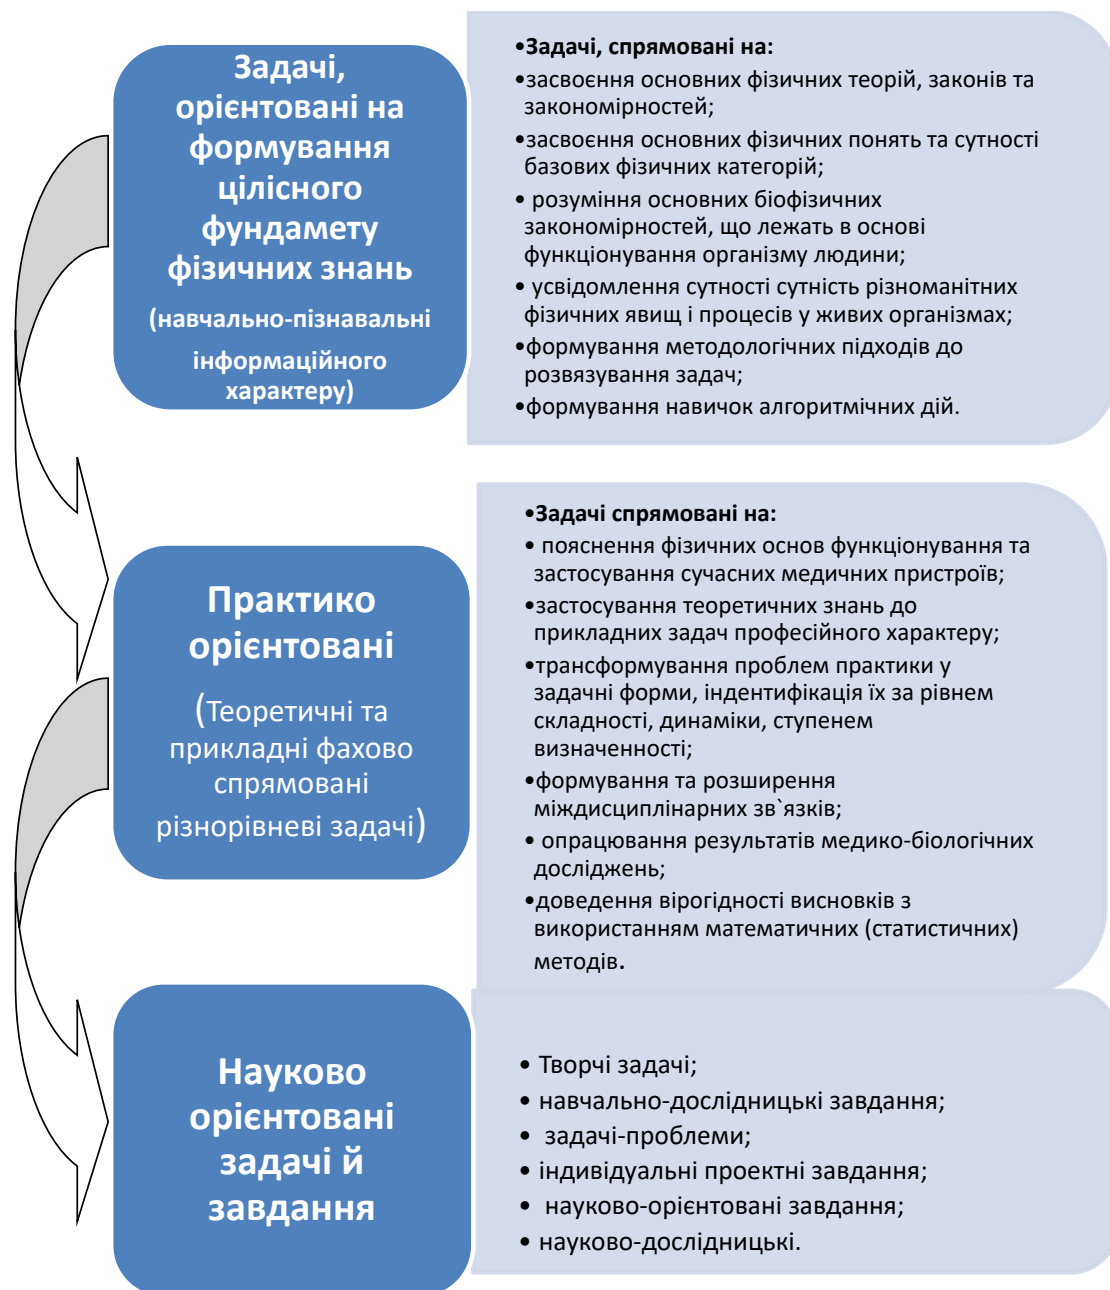 Задачі,
орієнтовані на
формування
цілісного
фундамету
фізичних знань
(навчально-пізнавальні
інформаційного
характеру)
•Задачі, спрямовані на:
•засвоєння основних фізичних теорій, законів та
закономірностей;
•засвоєння основних фізичних понять та сутності
базових фізичних категорій;
• розуміння основних біофізичних
закономірностей, що лежать в основі
функціонування організму людини;
• усвідомлення сутності сутність різноманітних
фізичних явищ і процесів у живих організмах;
•формування методологічних підходів до
розвязування задач;
•формування навичок алгоритмічних дій.
Практико
орієнтовані
(Теоретичні та
прикладні фахово
спрямовані
різнорівневі задачі)
•Задачі спрямовані на:
• пояснення фізичних основ функціонування та
застосування сучасних медичних пристроїв;
•застосування теоретичних знань до
прикладних задач професійного характеру;
•трансформування проблем практики у
задачні форми, індентифікація їх за рівнем
складності, динаміки, ступенем
визначенності;
•формування та розширення
міждисциплінарних зв`язків;
• опрацювання результатів медико-біологічних
досліджень;
•доведення вірогідності висновків з
використанням математичних (статистичних)
методів.
Науково
орієнтовані
задачі й
завдання
• Творчі задачі;
• навчально-дослідницькі завдання;
• задачі-проблеми;
• індивідуальні проектні завдання;
• науково-орієнтовані завдання;
• науково-дослідницькі.